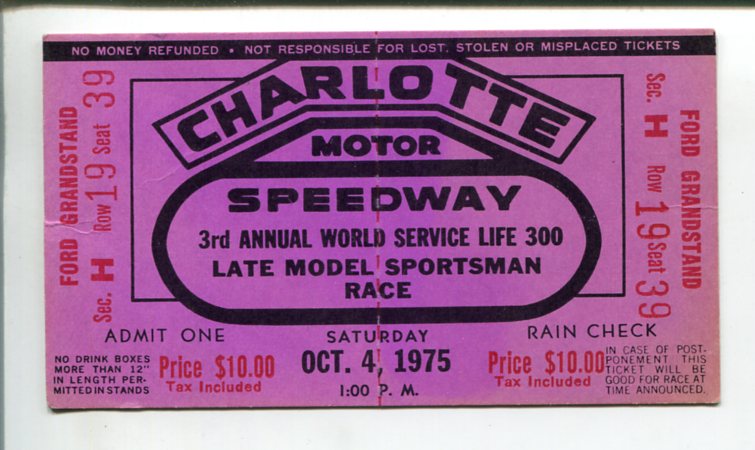 NO MONEY REFUNDED • NOT RESPONSIBLE FOR LOST, STOLEN OR MISPLACED TICKETS
CHARLOTTE
MOTOR
SPEEDWAY
3rd ANNUAL WORLD SERVICE LIFE 300
LATE MODEL SPORTSMAN
RACE
FORD GRANDSTAND
Sec. H Row 19 Seat 39
FORD GRANDSTAND
Sec. H Row 19 Seat 39
ADMIT ONE
NO DRINK BOXES
MORE THAN 12"
IN LENGTH PER-
MITTED IN STANDS
Price $10.00
Tax Included
SATURDAY
OCT. 4, 1975
1:00 P. M.
RAIN CHECK
Price $10.00
Tax Included
IN CASE OF POST-
PONEMENT THIS
TICKET WILL BE
GOOD FOR RACE AT
TIME ANNOUNCED.